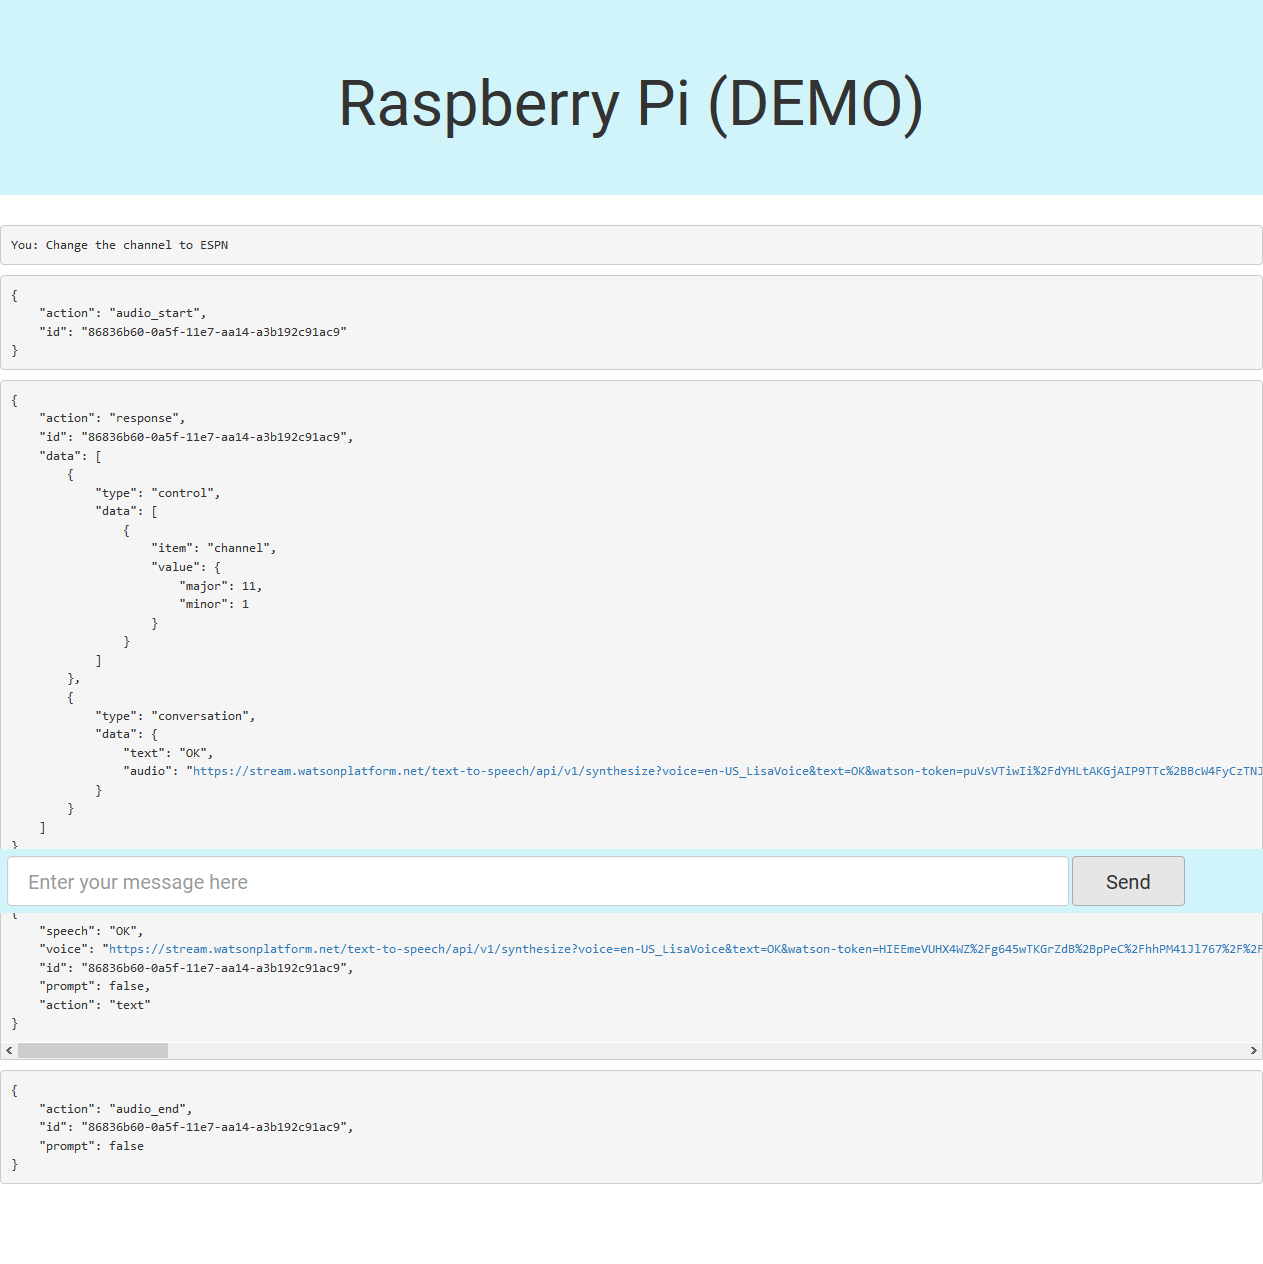 Raspberry Pi (DEMO)
You: Change the channel to ESPN
{
    "action": "audio_start",
    "id": "86836b60-0a5f-11e7-aa14-a3b192c91ac9"
}
{
    "action": "response",
    "id": "86836b60-0a5f-11e7-aa14-a3b192c91ac9",
    "data": [
        {
            "type": "control",
            "data": [
                {
                    "item": "channel",
                    "value": {
                        "major": 11,
                        "minor": 1
                    }
                }
            ]
        },
        {
            "type": "conversation",
            "data": {
                "text": "OK",
                "audio": "https://stream.watsonplatform.net/text-to-speech/api/v1/synthesize?voice=en-US_LisaVoice&text=OK&watson-token=puVsVTiwIi%2FdYHLtAKGjAIP9TTc%2BBcW4FyCzTNJ
            }
        }
    ]
}
Enter your message here Send
{
    "speech": "OK",
    "voice": "https://stream.watsonplatform.net/text-to-speech/api/v1/synthesize?voice=en-US_LisaVoice&text=OK&watson-token=HIEEmeVUHX4WZ%2Fg645wTKGrZdB%2BpPeC%2FhhPM41Jl767%2F%2F
    "id": "86836b60-0a5f-11e7-aa14-a3b192c91ac9",
    "prompt": false,
    "action": "text"
}
{
    "action": "audio_end",
    "id": "86836b60-0a5f-11e7-aa14-a3b192c91ac9",
    "prompt": false
}